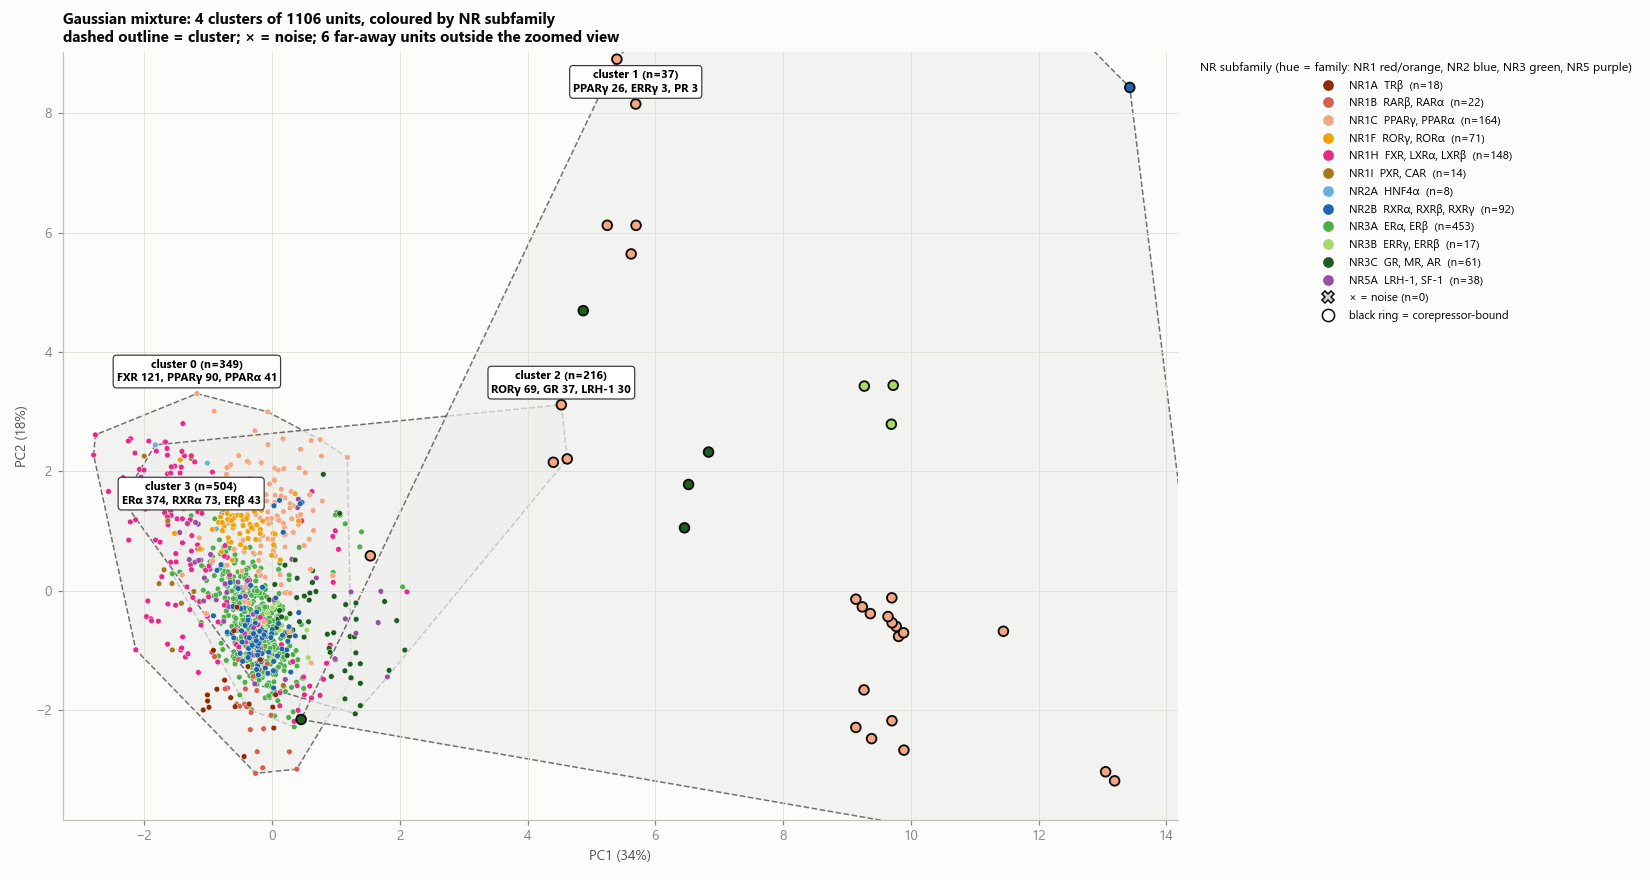 Gaussian mixture: 4 clusters of 1106 units, coloured by NR subfamily
dashed outline = cluster; × = noise; 6 far-away units outside the zoomed view
cluster 1 (n=37)
PPARγ 26, ERRγ 3, PR 3
cluster 0 (n=349)
FXR 121, PPARγ 90, PPARα 41
cluster 2 (n=216)
RORγ 69, GR 37, LRH-1 30
cluster 3 (n=504)
ERα 374, RXRα 73, ERβ 43
8
6
4
2
0
−2
PC2 (18%)
−2
0
2
4
6
8
10
12
14
PC1 (34%)
NR subfamily (hue = family: NR1 red/orange, NR2 blue, NR3 green, NR5 purple)
NR1A TRβ (n=18)
NR1B RARβ, RARα (n=22)
NR1C PPARγ, PPARα (n=164)
NR1F RORγ, RORα (n=71)
NR1H FXR, LXRα, LXRβ (n=148)
NR1I PXR, CAR (n=14)
NR2A HNF4α (n=8)
NR2B RXRα, RXRβ, RXRγ (n=92)
NR3A ERα, ERβ (n=453)
NR3B ERRγ, ERRβ (n=17)
NR3C GR, MR, AR (n=61)
NR5A LRH-1, SF-1 (n=38)
× = noise (n=0)
black ring = corepressor-bound